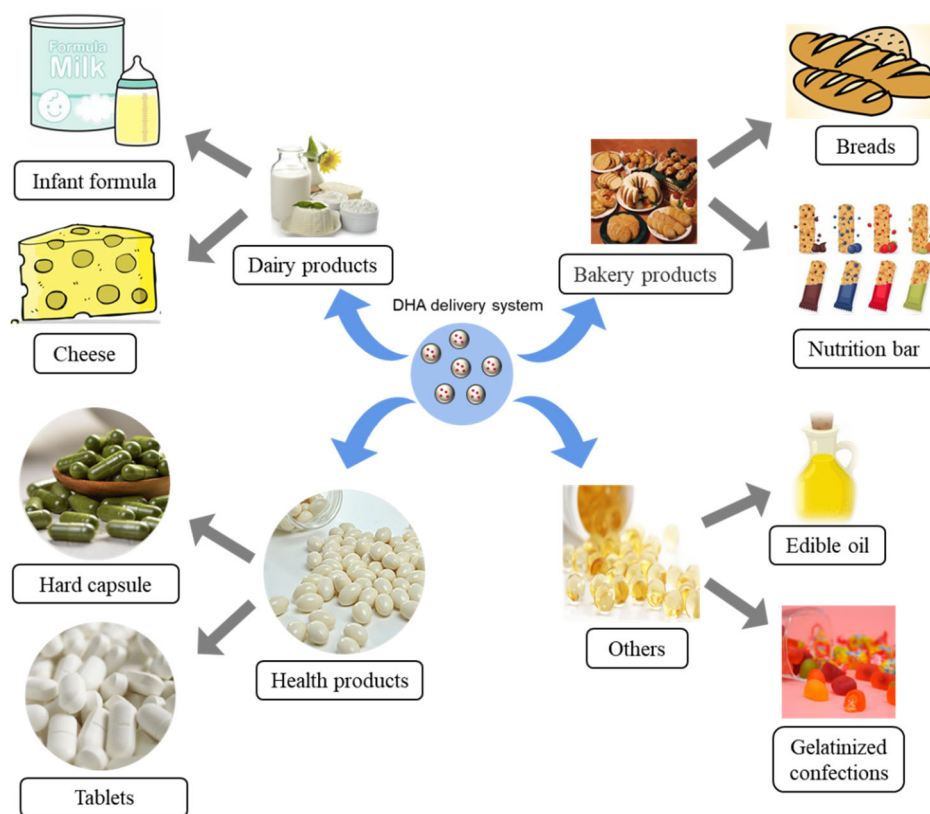 Formula
Milk
Infant formula
Cheese
Dairy products
Breads
Nutrition bar
Bakery products
DHA delivery system
Hard capsule
Tablets
Health products
Edible oil
Others
Gelatinized
confections